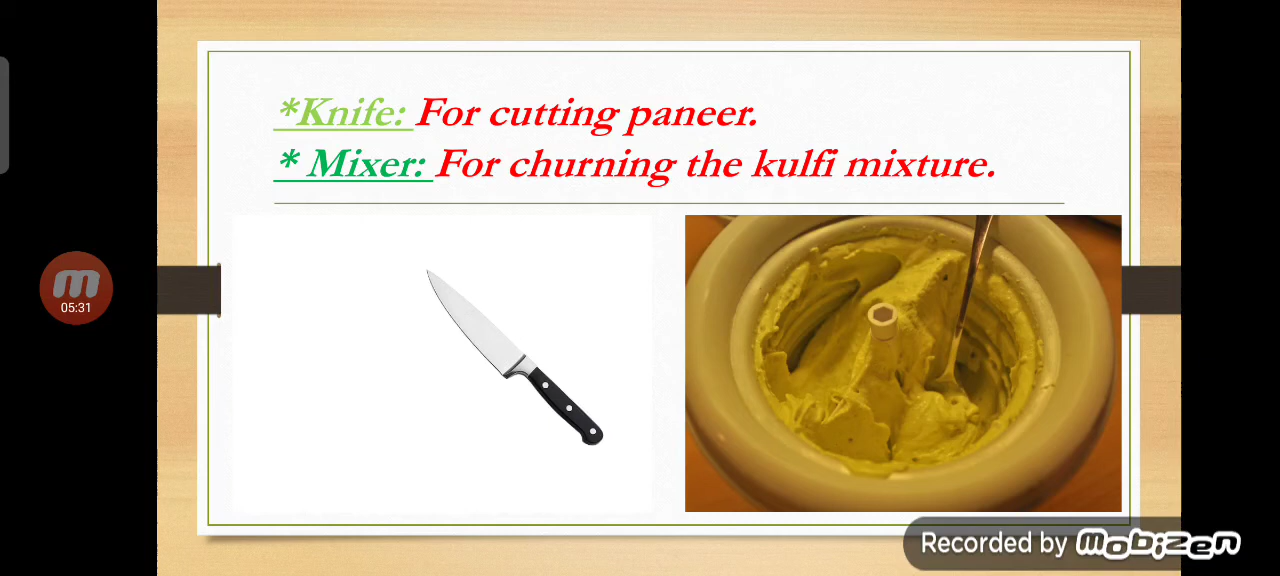 *Knife: For cutting paneer.
* Mixer: For churning the kulfi mixture.
05:31
Recorded by mobizen